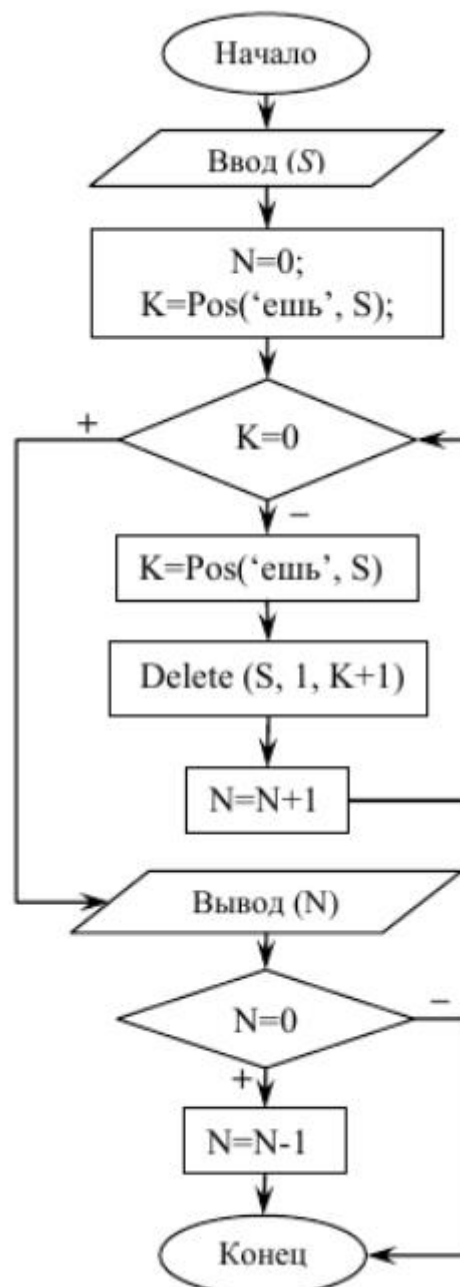 Начало
Ввод (S)
N=0;
K=Pos(‘ешь’, S);
+
K=0
–
K=Pos(‘ешь’, S)
Delete (S, 1, K+1)
N=N+1
Вывод (N)
N=0
–
+
N=N-1
Конец